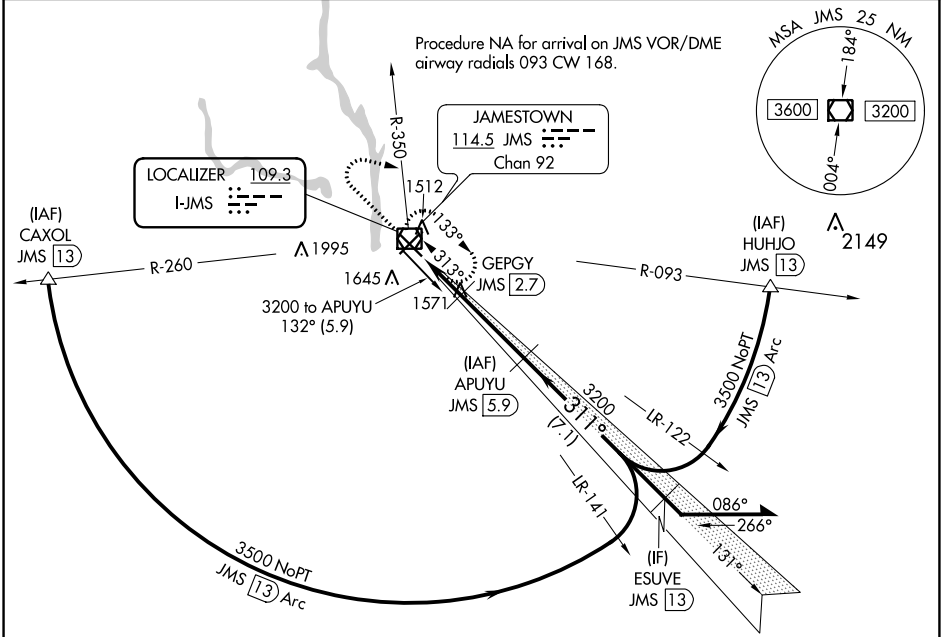 Procedure NA for arrival on JMS VOR/DME
airway radials 093 CW 168.
MSA JMS 25 NM
184°
3600
3200
004°
R-350
JAMESTOWN
114.5 JMS
Chan 92
LOCALIZER 109.3
I-JMS
1512
133°
(IAF)
CAXOL
JMS 13
R-260
1995
1645
313°
GEPGY
JMS 2.7
1571
3200 to APUYU
132° (5.9)
R-093
(IAF)
HUHJO
JMS 13
2149
(IAF)
APUYU
JMS 5.9
3200
311°
(7.1)
LR-122
3500 NoPT
JMS 13 Arc
LR-141
086°
266°
131°
(IF)
ESUVE
JMS 13
3500 NoPT
JMS 13 Arc